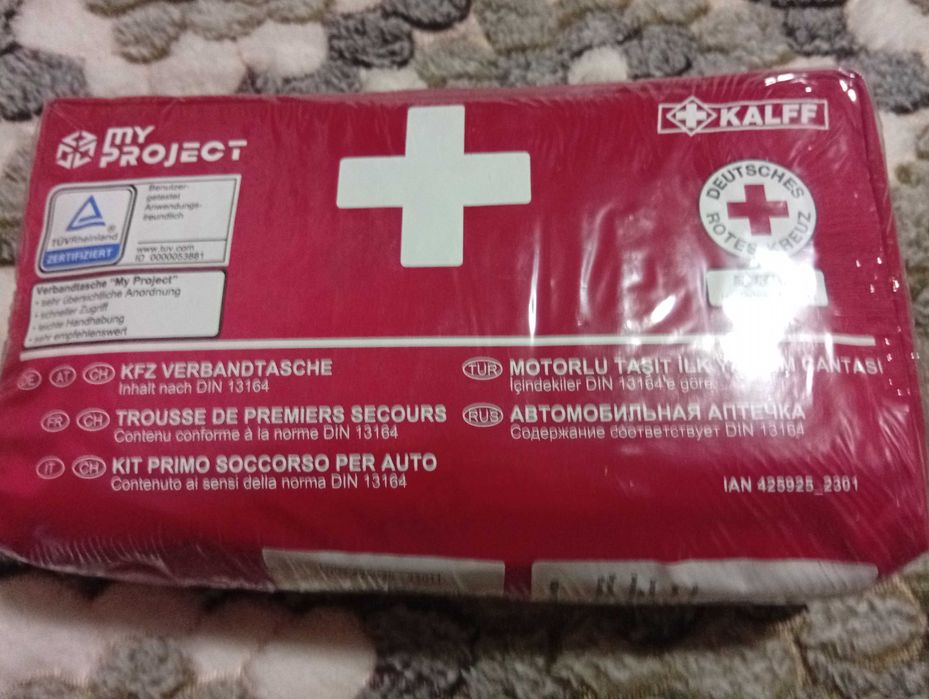 MY
PROJECT
KALFF
DEUTSCHES
ROTES KREUZ
TÜVRheinland
ZERTIFIZIERT
Benutzer-
getestet
Anwendungs-
freundlich
www.tuv.com
ID 0000053881
Verbandtasche "My Project"
- sehr übersichtliche Anordnung
- schneller Zugriff
- leichte Handhabung
- sehr empfehlenswert
DE AT CH KFZ VERBANDTASCHE
Inhalt nach DIN 13164
FR CH TROUSSE DE PREMIERS SECOURS
Contenu conforme à la norme DIN 13164
IT CH KIT PRIMO SOCCORSO PER AUTO
Contenuto ai sensi della norma DIN 13164
TUR MOTORLU TAŞIT İLK ÇANTASI
İçindekiler DIN 13164'e göre
RUS АВТОМОБИЛЬНАЯ АПТЕЧКА
Содержание соответствует DIN 13164
IAN 425925_2301